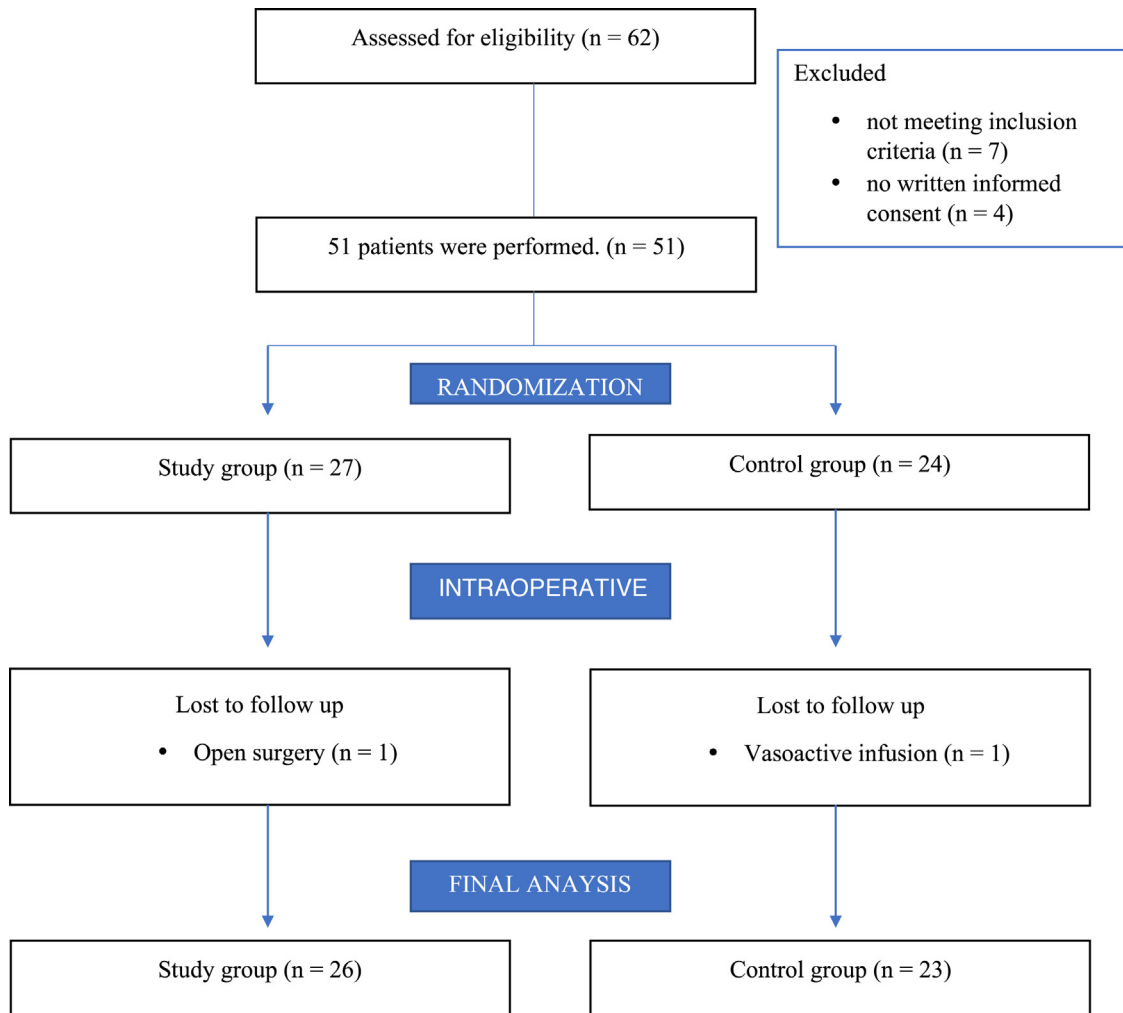 Assessed for eligibility (n = 62)
Excluded
• not meeting inclusion
criteria (n = 7)
• no written informed
consent (n = 4)
51 patients were performed. (n = 51)
RANDOMIZATION
Study group (n = 27)
Control group (n = 24)
INTRAOPERATIVE
Lost to follow up
• Open surgery (n = 1)
Lost to follow up
• Vasoactive infusion (n = 1)
FINAL ANAYSIS
Study group (n = 26)
Control group (n = 23)